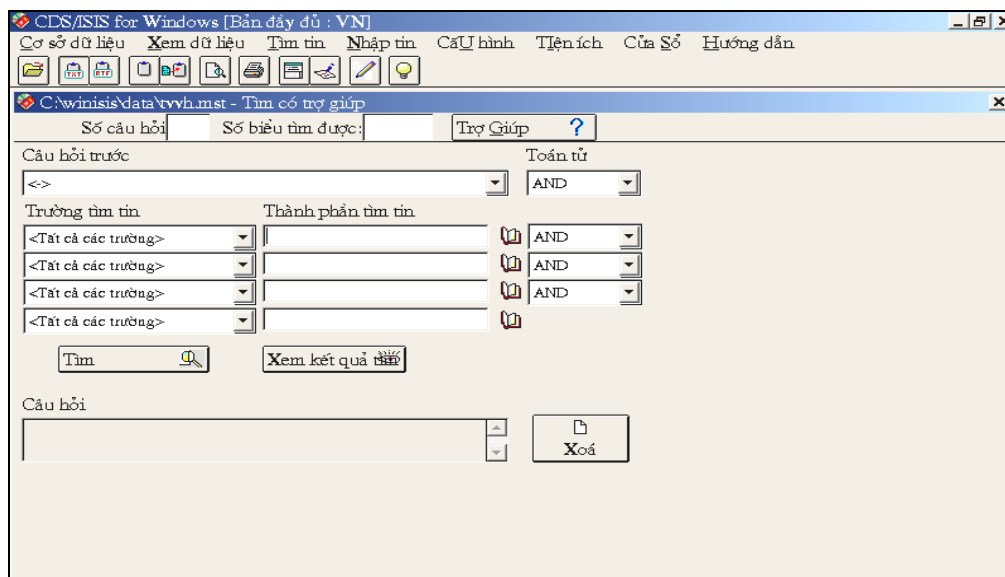 CDS/ISIS for Windows [Bản đầy đủ : VN]
Cơ sở dữ liệu Xem dữ liệu Tìm tin Nhập tin CấU hình TIện ích Cửa Sổ Hướng dẫn
TXT RTF
C:\winisis\data\tvvh.mst - Tìm có trợ giúp
Số câu hỏi Số biểu tìm được: Trợ Giúp ?
Câu hỏi trước Toán tử
<-> AND
Trường tìm tin Thành phần tìm tin
<Tất cả các trường> AND
<Tất cả các trường> AND
<Tất cả các trường> AND
<Tất cả các trường>
Tìm Xem kết quả tìm
Câu hỏi
Xoá